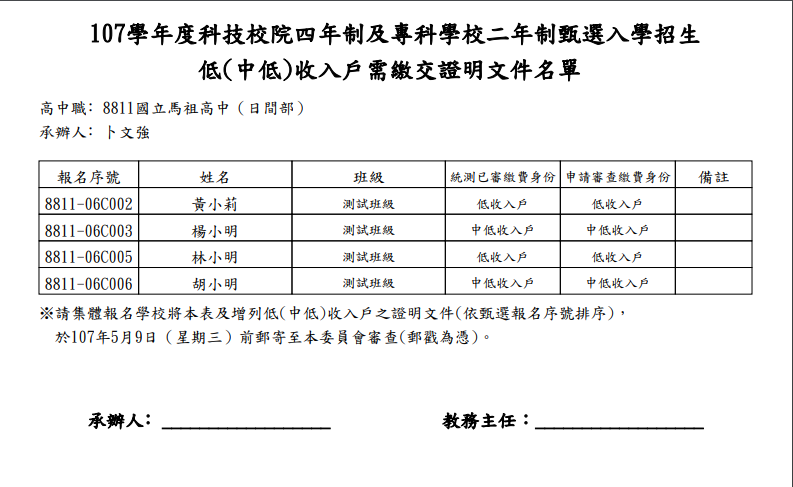 107學年度科技校院四年制及專科學校二年制甄選入學招生
低(中低)收入戶需繳交證明文件名單
高中職: 8811國立馬祖高中（日間部）
承辦人: 卜文強
報名序號 姓名 班級 統測已審繳費身份 申請審查繳費身份 備註
8811-06C002 黃小莉 測試班級 低收入戶 低收入戶
8811-06C003 楊小明 測試班級 中低收入戶 中低收入戶
8811-06C005 林小明 測試班級 低收入戶 低收入戶
8811-06C006 胡小明 測試班級 中低收入戶 中低收入戶
※請集體報名學校將本表及增列低(中低)收入戶之證明文件(依甄選報名序號排序)，
於107年5月9日（星期三）前郵寄至本委員會審查(郵戳為憑)。
承辦人: ________________ 教務主任：________________